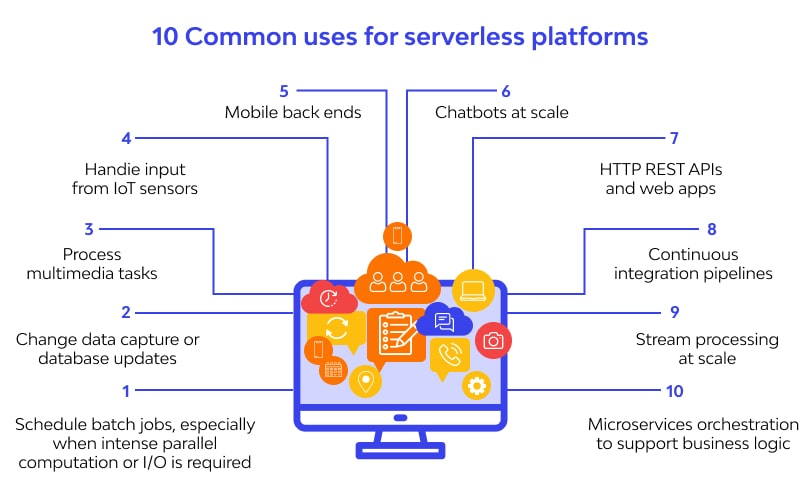 10 Common uses for serverless platforms
5
Mobile back ends
6
Chatbots at scale
4
Handie input
from IoT sensors
7
HTTP REST APIs
and web apps
3
Process
multimedia tasks
8
Continuous
integration pipelines
2
Change data capture or
database updates
9
Stream processing
at scale
1
Schedule batch jobs, especially
when intense parallel
computation or I/O is required
10
Microservices orchestration
to support business logic